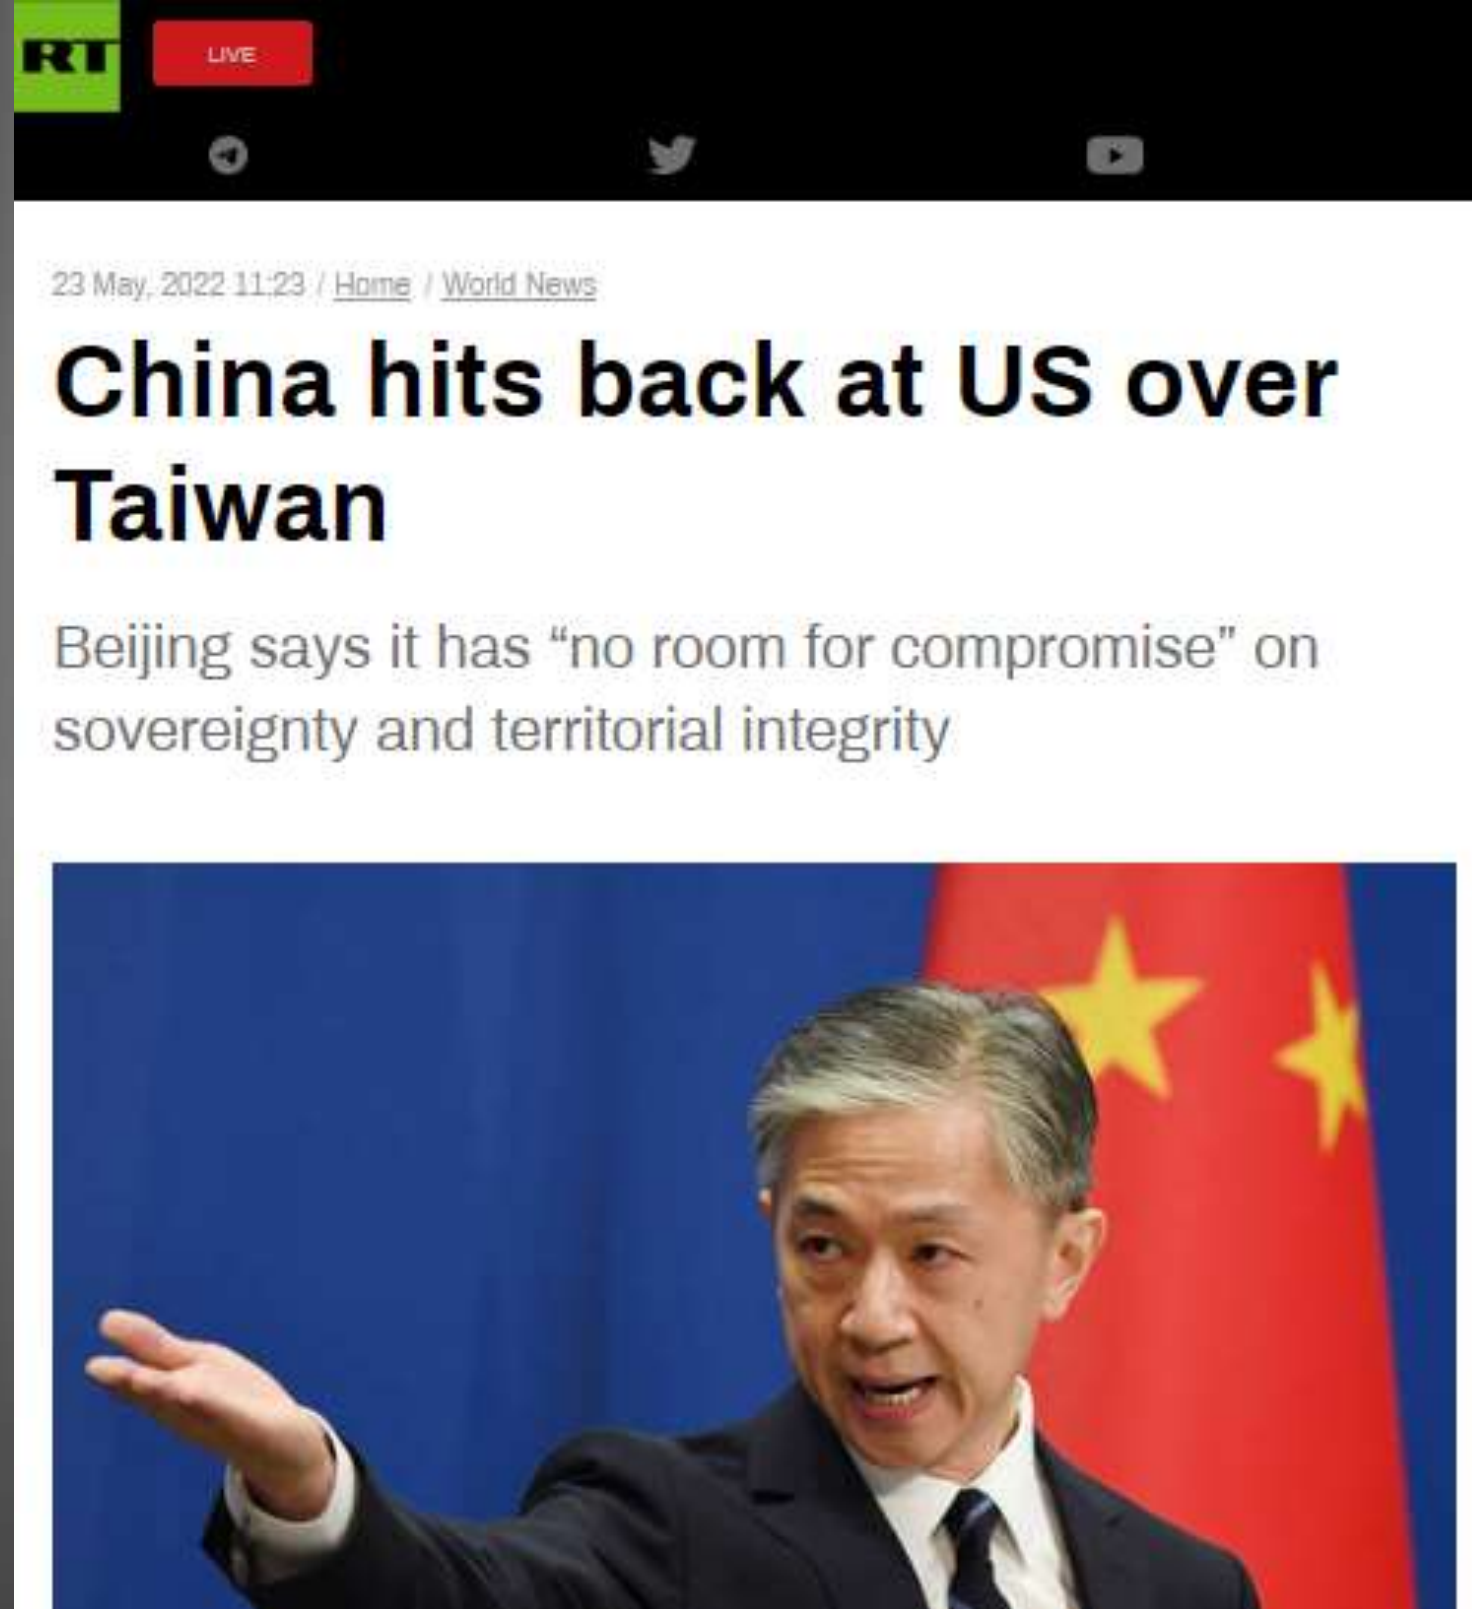 RT
LIVE
23 May, 2022 11:23 / Home / World News
China hits back at US over
Taiwan
Beijing says it has “no room for compromise” on
sovereignty and territorial integrity